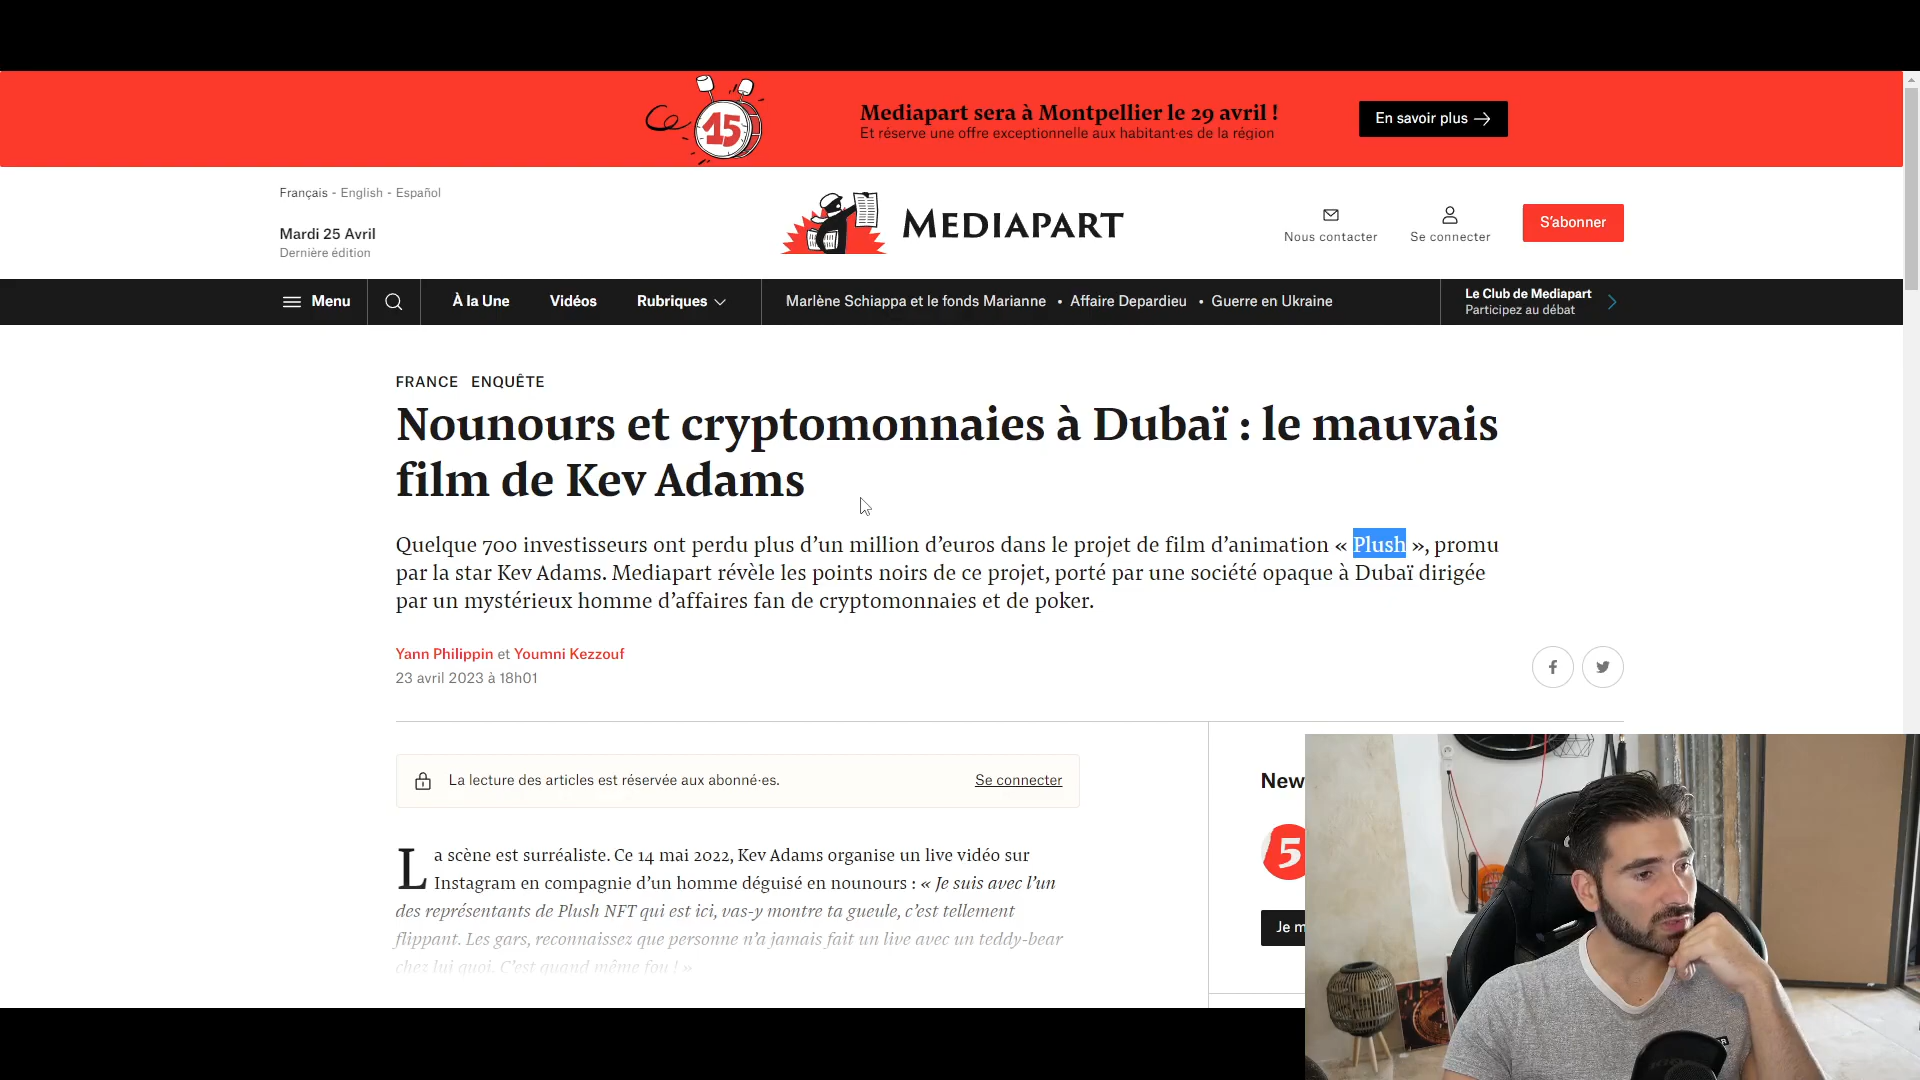 15
Mediapart sera à Montpellier le 29 avril !
Et réserve une offre exceptionnelle aux habitant·es de la région
En savoir plus
Français - English - Español
Mardi 25 Avril
Dernière édition
MEDIAPART
Nous contacter
Se connecter
S'abonner
Menu
À la Une
Vidéos
Rubriques
Marlène Schiappa et le fonds Marianne • Affaire Depardieu • Guerre en Ukraine
Le Club de Mediapart
Participez au débat
FRANCE ENQUÊTE
Nounours et cryptomonnaies à Dubaï : le mauvais
film de Kev Adams
Quelque 700 investisseurs ont perdu plus d’un million d’euros dans le projet de film d’animation « Plush », promu
par la star Kev Adams. Mediapart révèle les points noirs de ce projet, porté par une société opaque à Dubaï dirigée
par un mystérieux homme d’affaires fan de cryptomonnaies et de poker.
Yann Philippin et Youmni Kezzouf
23 avril 2023 à 18h01
La lecture des articles est réservée aux abonné·es.
Se connecter
La scène est surréaliste. Ce 14 mai 2022, Kev Adams organise un live vidéo sur
Instagram en compagnie d’un homme déguisé en nounours : « Je suis avec l’un
des représentants de Plush NFT qui est ici, vas-y montre ta gueule, c’est tellement
flippant. Les gars, reconnaissez que personne n’a jamais fait un live avec un teddy-bear
chez lui quoi. C’est quand même fou ! »
New
5
Je m